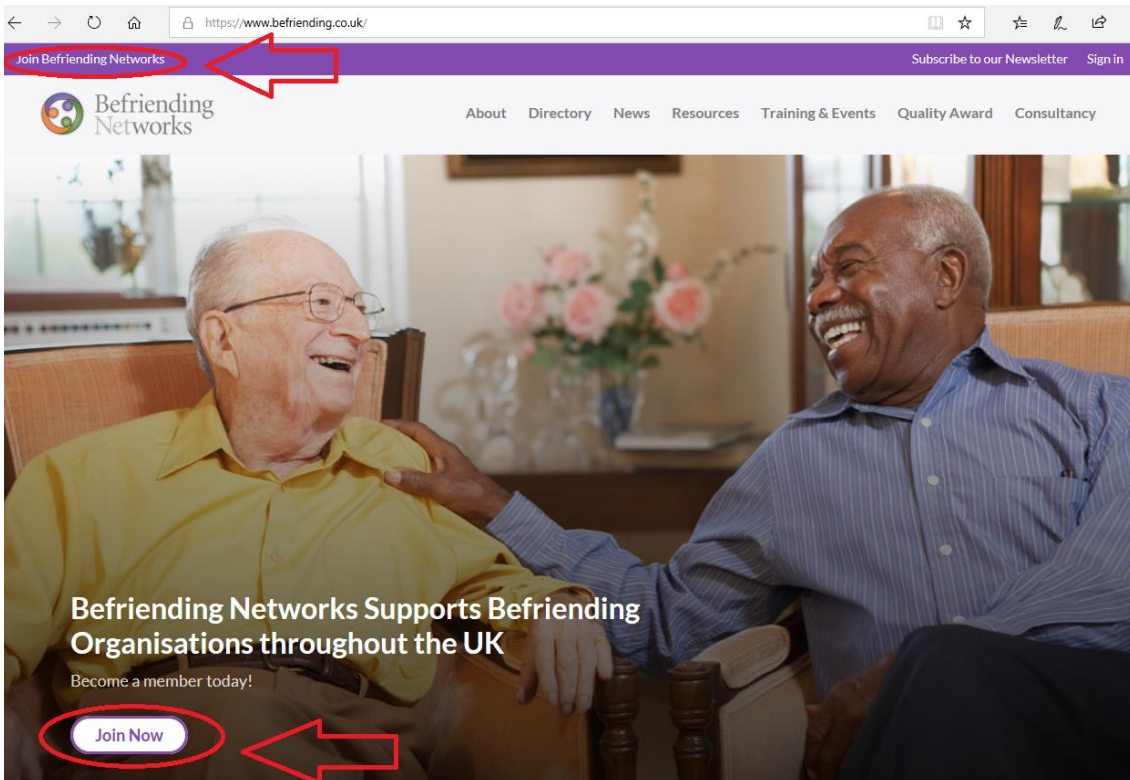 https://www.befriending.co.uk/
Join Befriending Networks
Subscribe to our Newsletter Sign in
Befriending
Networks
About Directory News Resources Training & Events Quality Award Consultancy
Befriending Networks Supports Befriending
Organisations throughout the UK
Become a member today!
Join Now